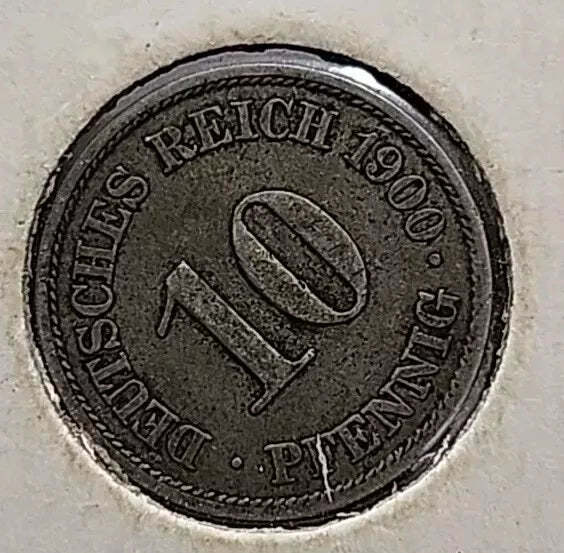 DEUTSCHES REICH 1900 ·
10
PFENNIG ·